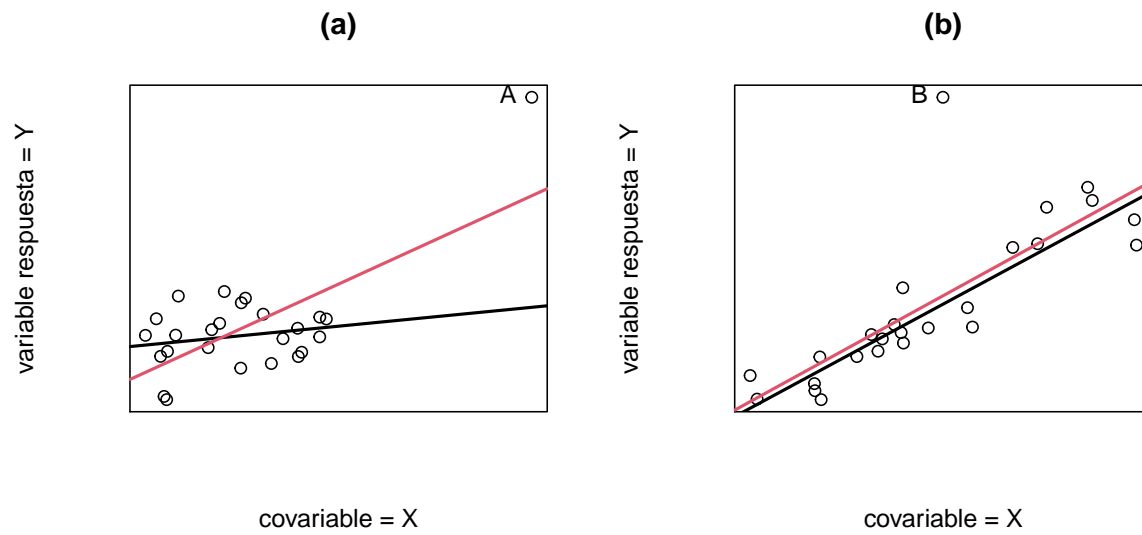 (a)
A
variable respuesta = Y
covariable = X
(b)
B
variable respuesta = Y
covariable = X